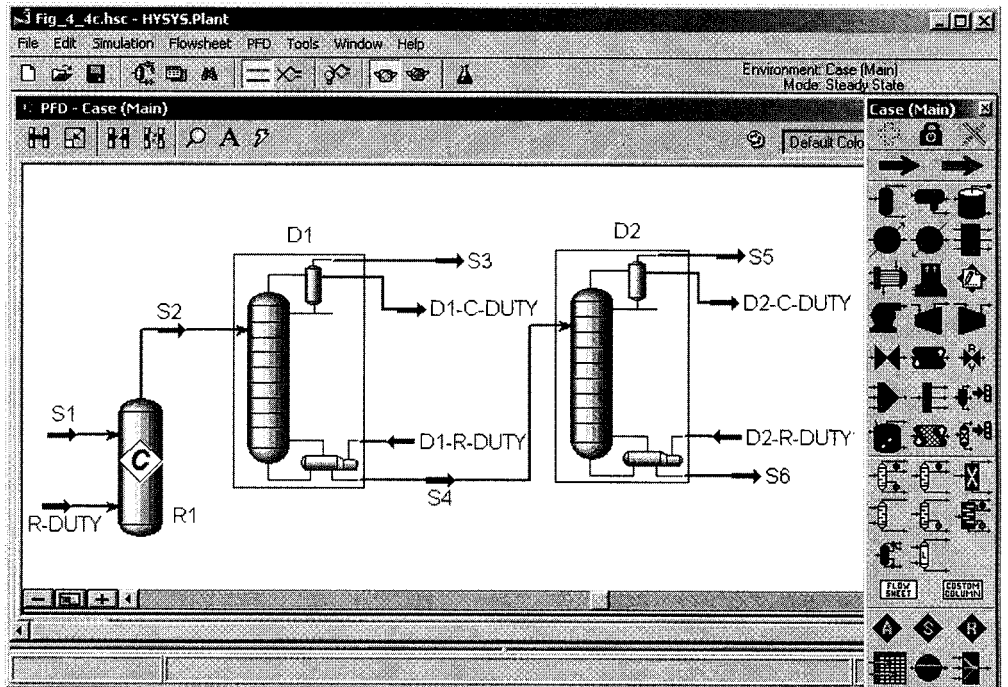 Fig_4_4c.hsc - HYSYS.Plant
File Edit Simulation Flowsheet PFD Tools Window Help
Environment: Case (Main)
Mode: Steady State
PFD - Case (Main)
Case (Main)
A
Default Colo
D1
D2
S3
S5
D1-C-DUTY
D2-C-DUTY
S2
S1
C
D1-R-DUTY
D2-R-DUTY
S4
S6
R-DUTY
R1
R
V
FLOW
SHEET
CUSTOM
COLUMN
A
S
R